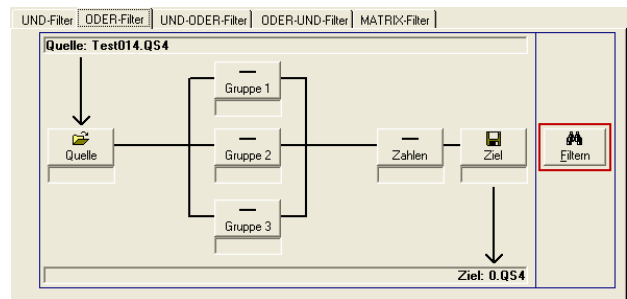 UND-Filter ODER-Filter UND-ODER-Filter ODER-UND-Filter MATRIX-Filter
Quelle: Test014.QS4
Gruppe 1
Quelle Gruppe 2 Zahlen Ziel Filtern
Gruppe 3
Ziel: 0.QS4